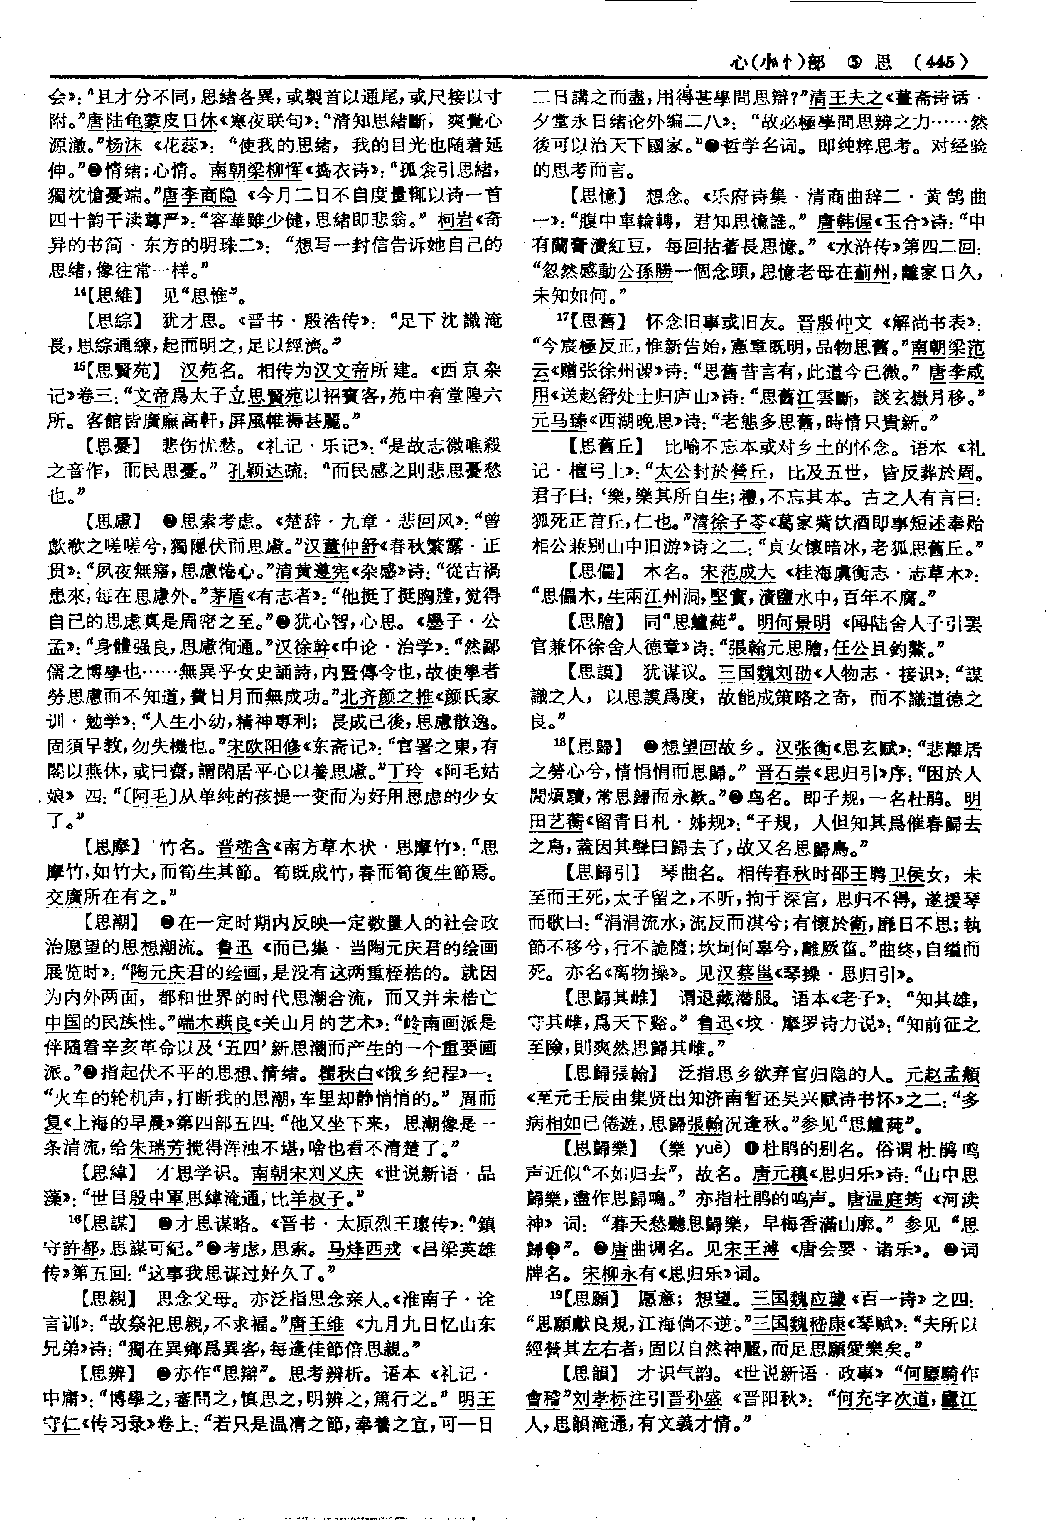 心(小忄)部 ⑤ 思 (445)
会》：“且才分不同，思緒各異，或製首以通尾，或尺接以寸
附。”唐陆龟蒙皮日休《寒夜联句》：“清知思緒斷，爽覺心
源澈。”杨沫《花蕊》：“使我的思绪，我的目光也随着延
伸。”❷情绪；心情。南朝梁柳恽《捣衣诗》：“孤衾引思緒，
獨枕愴憂端。”唐李商隐《今月二日不自度量辄以诗一首
四十韵干渎尊严》：“容華雖少健，思緒即悲翁。”柯岩《奇
异的书简·东方的明珠二》：“想写一封信告诉她自己的
思绪，像往常一样。”
14【思維】 见“思惟”。
【思综】 犹才思。《晋书·殷浩传》：“足下沈識淹
長，思综通練，起而明之，足以經濟。”
15【思賢苑】 汉苑名。相传为汉文帝所建。《西京杂
记》卷三：“文帝爲太子立思賢苑以招賓客，苑中有堂隍六
所。客館皆廣廡高軒，屏風帷褥甚麗。”
【思憂】 悲伤忧愁。《礼记·乐记》：“是故志微噍殺
之音作，而民思憂。”孔颖达疏：“而民感之則悲思憂愁
也。”
【思慮】 ❶思索考虑。《楚辞·九章·悲回风》：“曾
歔欷之嗟嗟兮，獨隱伏而思慮。”汉董仲舒《春秋繁露·正
贯》：“夙夜無寤，思慮惓心。”清黄遵宪《杂感》诗：“從古禍
患來，每在思慮外。”茅盾《有志者》：“他挺了挺胸膛，觉得
自己的思虑真是周密之至。”❷犹心智，心思。《墨子·公
孟》：“身體强良，思慮徇通。”汉徐幹《中论·治学》：“然鄙
儒之博學也……無異乎女史誦詩，内豎傳令也，故使學者
勞思慮而不知道，費日月而無成功。”北齐颜之推《颜氏家
训·勉学》：“人生小幼，精神專利；長成已後，思慮散逸。
固須早教，勿失機也。”宋欧阳修《东斋记》：“官署之東，有
閣以燕休，或曰齋，謂閑居平心以養思慮。”丁玲《阿毛姑
娘》四：“〔阿毛〕从单纯的孩提一变而为好用思虑的少女
了。”
【思摩】 竹名。晋嵇含《南方草木状·思摩竹》：“思
摩竹，如竹大，而筍生其節。筍既成竹，春而筍復生節焉。
交廣所在有之。”
【思潮】 ❶在一定时期内反映一定数量人的社会政
治愿望的思想潮流。鲁迅《而已集·当陶元庆君的绘画
展览时》：“陶元庆君的绘画，是没有这两重桎梏的。就因
为内外两面，都和世界的时代思潮合流，而又并未梏亡
中国的民族性。”端木蕻良《关山月的艺术》：“岭南画派是
伴随着辛亥革命以及‘五四’新思潮而产生的一个重要画
派。”❷指起伏不平的思想、情绪。瞿秋白《饿乡纪程》一：
“火车的轮机声，打断我的思潮，车里却静悄悄的。”周而
复《上海的早晨》第四部五四：“他又坐下来，思潮像是一
条清流，给朱瑞芳搅得浑浊不堪，啥也看不清楚了。”
【思緯】 才思学识。南朝宋刘义庆《世说新语·品
藻》：“世目殷中軍思緯淹通，比羊叔子。”
16【思謀】 ❶才思谋略。《晋书·太原烈王瓌传》：“鎮
守許都，思謀可紀。”❷考虑，思索。马烽西戎《吕梁英雄
传》第五回：“这事我思谋过好久了。”
【思親】 思念父母。亦泛指思念亲人。《淮南子·诠
言训》：“故祭祀思親，不求福。”唐王维《九月九日忆山东
兄弟》诗：“獨在異鄉爲異客，每逢佳節倍思親。”
【思辨】 ❶亦作“思辯”。思考辨析。语本《礼记·
中庸》：“博學之，審問之，慎思之，明辨之，篤行之。”明王
守仁《传习录》卷上：“若只是温凊之節，奉養之宜，可一日
二日講之而盡，用得甚學問思辯？”清王夫之《薑斋诗话·
夕堂永日绪论外编二八》：“故必極學問思辨之力……然
後可以治天下國家。”❷哲学名词。即纯粹思考。对经验
的思考而言。
【思憶】 想念。《乐府诗集·清商曲辞二·黄鹄曲
一》：“腹中車輪轉，君知思憶誰。”唐韩偓《玉合》诗：“中
有蘭膏漬紅豆，每回拈著長思憶。”《水浒传》第四二回：
“忽然感動公孫勝一個念頭，思憶老母在薊州，離家日久，
未知如何。”
17【思舊】 怀念旧事或旧友。晋殷仲文《解尚书表》：
“今宸極反正，惟新告始，憲章既明，品物思舊。”南朝梁范
云《赠张徐州谡》诗：“思舊昔言有，此道今已微。”唐李咸
用《送赵舒处士归庐山》诗：“思舊江雲斷，談玄嶽月移。”
元马臻《西湖晚思》诗：“老態多思舊，時情只貴新。”
【思舊丘】 比喻不忘本或对乡土的怀念。语本《礼
记·檀弓上》：“太公封於營丘，比及五世，皆反葬於周。
君子曰：‘樂，樂其所自生；禮，不忘其本。古之人有言曰：
狐死正首丘，仁也。’”清徐子苓《葛家觜饮酒即事短述奉贻
相公兼别山中旧游》诗之二：“貞女懷暗冰，老狐思舊丘。”
【思儡】 木名。宋范成大《桂海虞衡志·志草木》：
“思儡木，生兩江州洞，堅實，漬鹽水中，百年不腐。”
【思膾】 同“思鱸蒓”。明何景明《闻陆舍人子引罢
官兼怀徐舍人德章》诗：“張翰元思膾，任公且釣鰲。”
【思謨】 犹谋议。三国魏刘劭《人物志·接识》：“謀
識之人，以思謨爲度，故能成策略之奇，而不識道德之
良。”
18【思歸】 ❶想望回故乡。汉张衡《思玄赋》：“悲離居
之勞心兮，情悁悁而思歸。”晋石崇《思归引》序：“困於人
閒煩黷，常思歸而永歎。”❷鸟名。即子规，一名杜鹃。明
田艺蘅《留青日札·姊规》：“子規，人但知其爲催春歸去
之鳥，蓋因其聲曰歸去了，故又名思歸鳥。”
【思歸引】 琴曲名。相传春秋时邵王聘卫侯女，未
至而王死，太子留之，不听，拘于深宫，思归不得，遂援琴
而歌曰：“涓涓流水，流反而淇兮；有懷於衛，靡日不思；執
節不移兮，行不詭隨；坎坷何辜兮，離厥菑。”曲终，自缢而
死。亦名《离拘操》。见汉蔡邕《琴操·思归引》。
【思歸其雌】 谓退藏潜服。语本《老子》：“知其雄，
守其雌，爲天下谿。”鲁迅《坟·摩罗诗力说》：“知前征之
至險，則爽然思歸其雌。”
【思歸張翰】 泛指思乡欲弃官归隐的人。元赵孟頫
《至元壬辰由集贤出知济南暂还吴兴赋诗书怀》之二：“多
病相如已倦遊，思歸張翰况逢秋。”参见“思鱸蒓”。
【思歸樂】 (樂 yuè) ❶杜鹃的别名。俗谓杜鹃鸣
声近似“不如归去”，故名。唐元稹《思归乐》诗：“山中思
歸樂，盡作思歸鳴。”亦指杜鹃的鸣声。唐温庭筠《河渎
神》词：“暮天愁聽思歸樂，早梅香滿山廓。”参见“思
歸❷”。❷唐曲调名。见宋王溥《唐会要·诸乐》。❸词
牌名。宋柳永有《思归乐》词。
19【思願】 愿意；想望。三国魏应璩《百一诗》之四：
“思願獻良規，江海倘不逆。”三国魏嵇康《琴赋》：“夫所以
經營其左右者，固以自然神麗，而足思願愛樂矣。”
【思韻】 才识气韵。《世说新语·政事》“何驃騎作
會稽”刘孝标注引晋孙盛《晋阳秋》：“何充字次道，廬江
人，思韻淹通，有文義才情。”